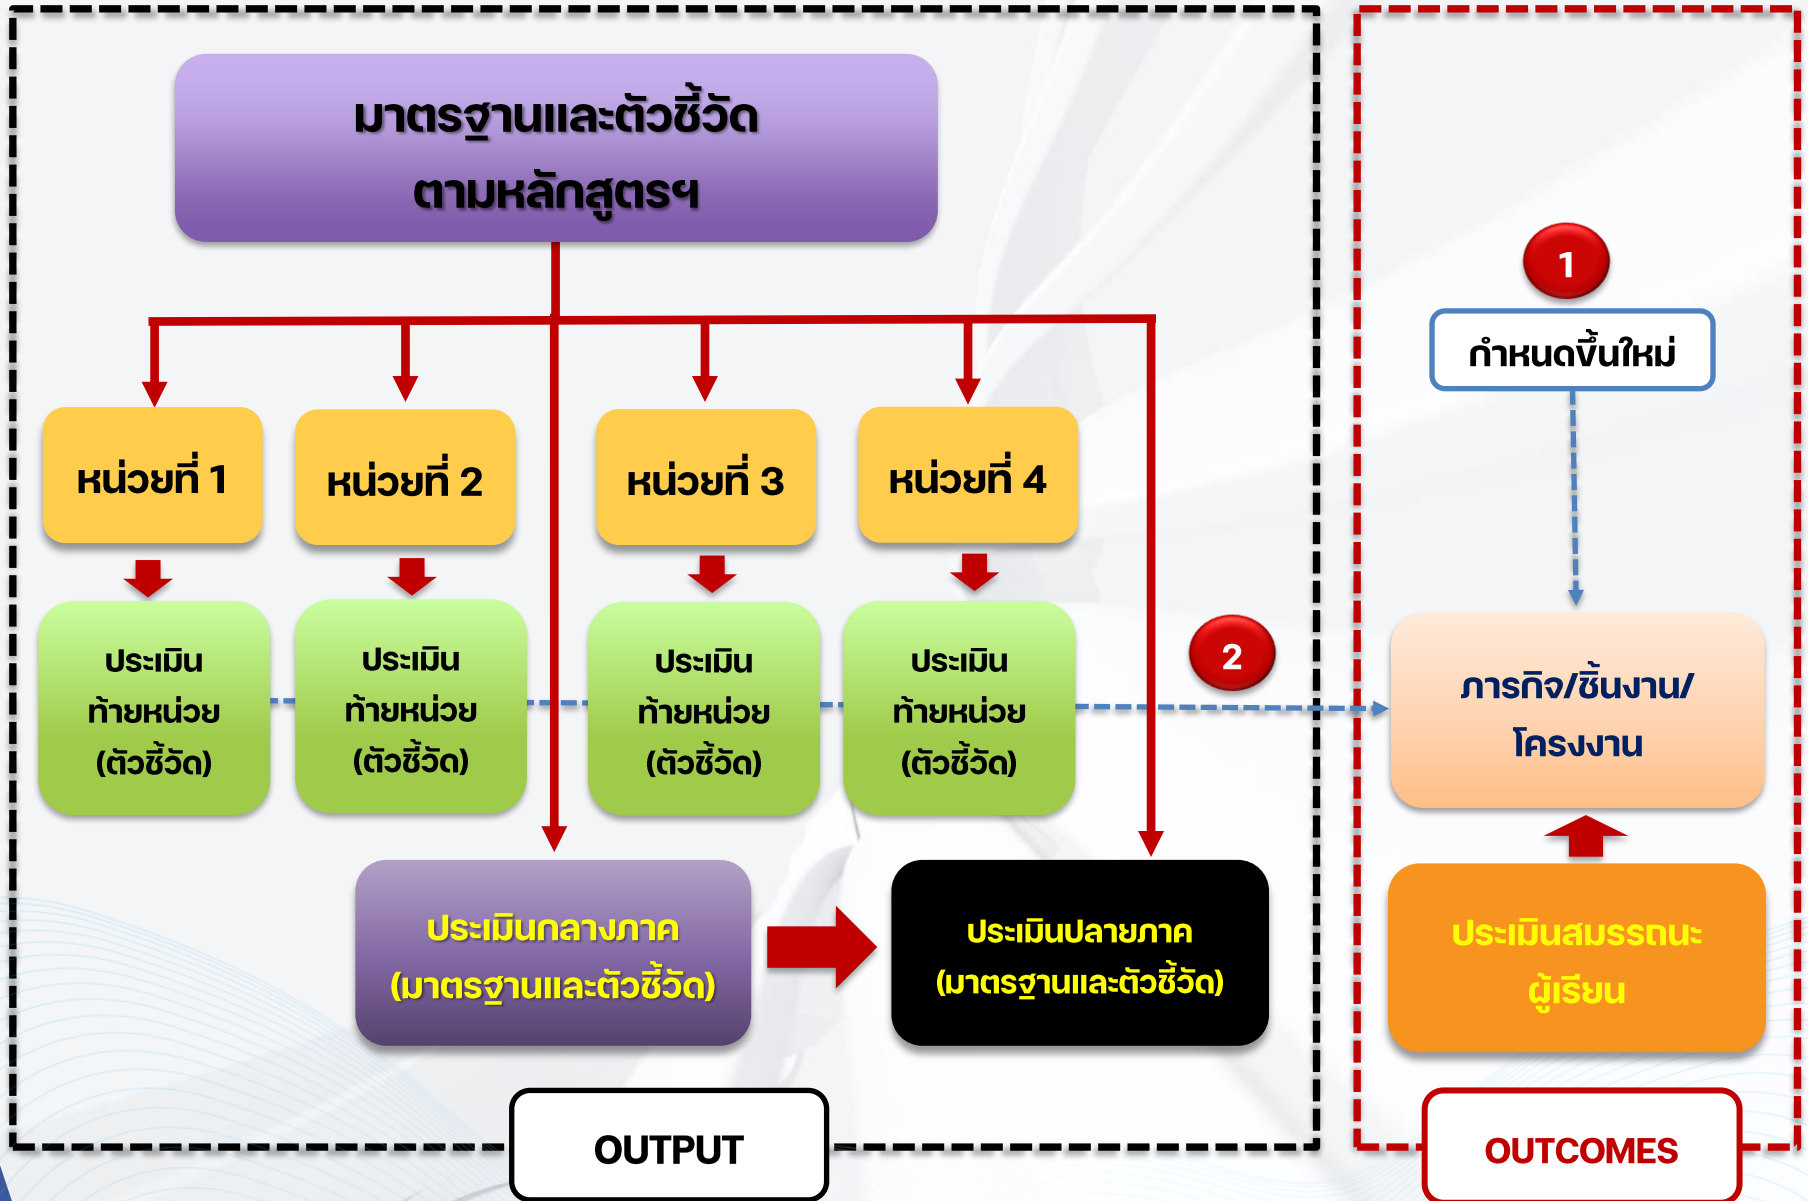 มาตรฐานและตัวชี้วัด
ตามหลักสูตรฯ
1
กำหนดขึ้นใหม่
หน่วยที่ 1
หน่วยที่ 2
หน่วยที่ 3
หน่วยที่ 4
ประเมิน
ท้ายหน่วย
(ตัวชี้วัด)
ประเมิน
ท้ายหน่วย
(ตัวชี้วัด)
ประเมิน
ท้ายหน่วย
(ตัวชี้วัด)
ประเมิน
ท้ายหน่วย
(ตัวชี้วัด)
2
ภารกิจ/ชิ้นงาน/
โครงงาน
ประเมินกลางภาค
(มาตรฐานและตัวชี้วัด)
ประเมินปลายภาค
(มาตรฐานและตัวชี้วัด)
ประเมินสมรรถนะ
ผู้เรียน
OUTPUT
OUTCOMES